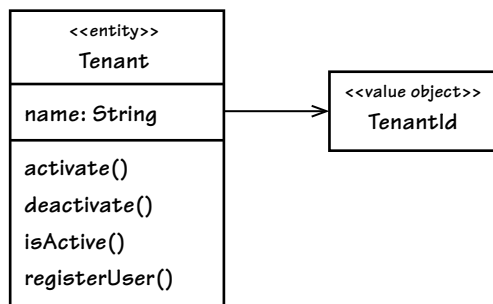 <<entity>>
Tenant
name: String
activate()
deactivate()
isActive()
registerUser()
<<value object>>
TenantId